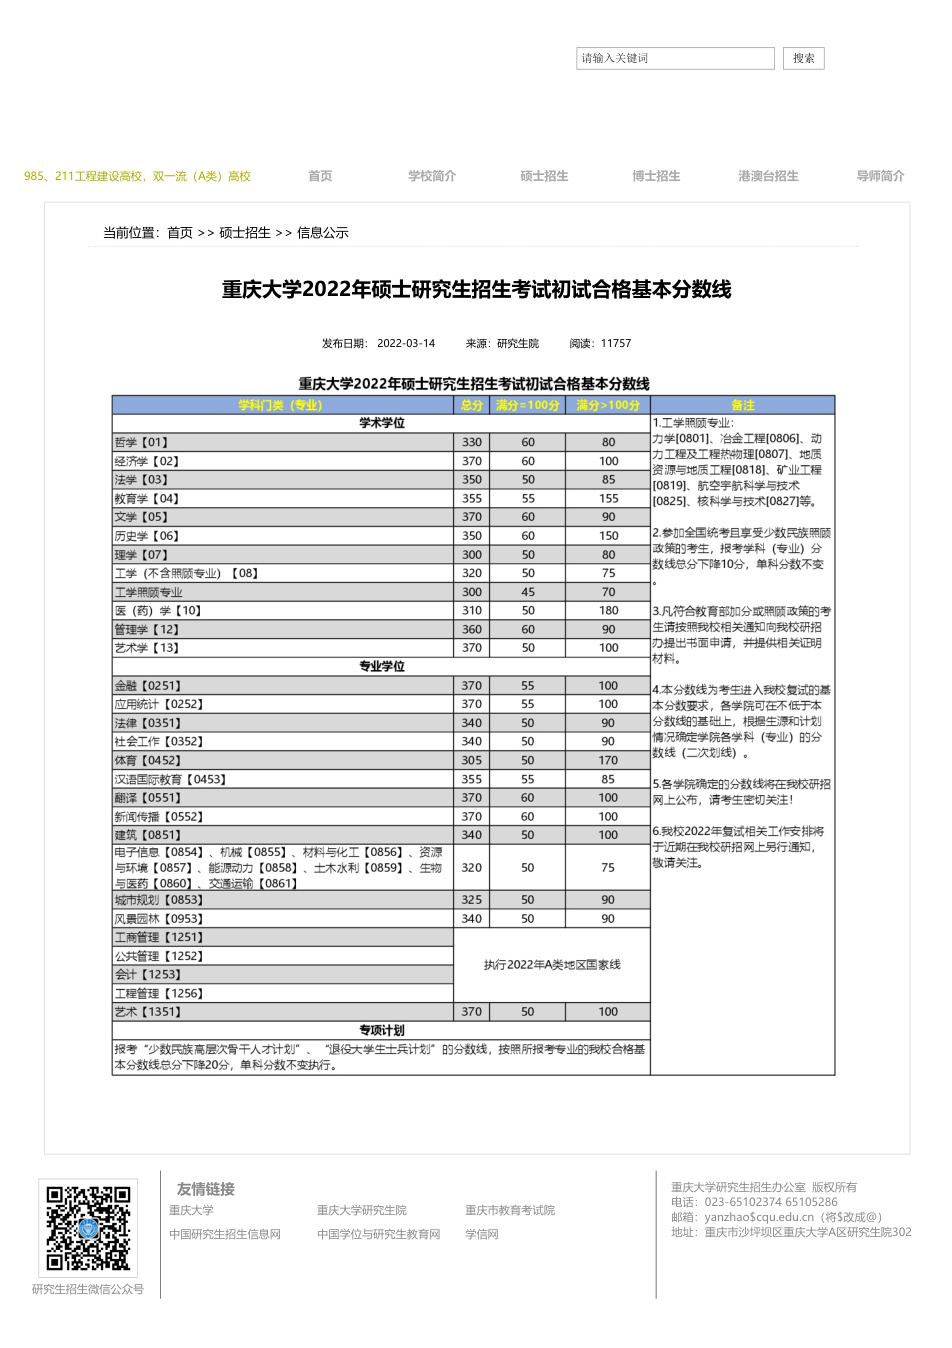 请输入关键词 搜索
985、211工程建设高校，双一流（A类）高校 首页 学校简介 硕士招生 博士招生 港澳台招生 导师简介
当前位置：首页 >> 硕士招生 >> 信息公示
重庆大学2022年硕士研究生招生考试初试合格基本分数线
发布日期： 2022-03-14 来源：研究生院 阅读：11757
重庆大学2022年硕士研究生招生考试初试合格基本分数线
学科门类（专业） 总分 满分=100分 满分>100分 备注
学术学位
哲学【01】 330 60 80
经济学【02】 370 60 100
法学【03】 350 50 85
教育学【04】 355 55 155
文学【05】 370 60 90
历史学【06】 350 60 150
理学【07】 300 50 80
工学（不含照顾专业）【08】 320 50 75
工学照顾专业 300 45 70
医（药）学【10】 310 50 180
管理学【12】 360 60 90
艺术学【13】 370 50 100
专业学位
金融【0251】 370 55 100
应用统计【0252】 370 55 100
法律【0351】 340 50 90
社会工作【0352】 340 50 90
体育【0452】 305 50 170
汉语国际教育【0453】 355 55 85
翻译【0551】 370 60 100
新闻传播【0552】 370 60 100
建筑【0851】 340 50 100
电子信息【0854】、机械【0855】、材料与化工【0856】、资源
与环境【0857】、能源动力【0858】、土木水利【0859】、生物
与医药【0860】、交通运输【0861】
320 50 75
城市规划【0853】 325 50 90
风景园林【0953】 340 50 90
工商管理【1251】
公共管理【1252】
会计【1253】
工程管理【1256】
执行2022年A类地区国家线
艺术【1351】 370 50 100
专项计划
报考“少数民族高层次骨干人才计划”、“退役大学生士兵计划”的分数线，按照所报考专业的我校合格基
本分数线总分下降20分，单科分数不变执行。
1.工学照顾专业：
力学[0801]、冶金工程[0806]、动
力工程及工程热物理[0807]、地质
资源与地质工程[0818]、矿业工程
[0819]、航空宇航科学与技术
[0825]、核科学与技术[0827]等。
2.参加全国统考且享受少数民族照顾
政策的考生，报考学科（专业）分
数线总分下降10分，单科分数不变
。
3.凡符合教育部加分或照顾政策的考
生请按照我校相关通知向我校研招
办提出书面申请，并提供相关证明
材料。
4.本分数线为考生进入我校复试的基
本分数要求，各学院可在不低于本
分数线的基础上，根据生源和计划
情况确定学院各学科（专业）的分
数线（二次划线）。
5.各学院确定的分数线将在我校研招
网上公布，请考生密切关注！
6.我校2022年复试相关工作安排将
于近期在我校研招网上另行通知，
敬请关注。
研究生招生微信公众号
友情链接
重庆大学 重庆大学研究生院 重庆市教育考试院
中国研究生招生信息网 中国学位与研究生教育网 学信网
重庆大学研究生招生办公室 版权所有
电话：023-65102374 65105286
邮箱：yanzhao$cqu.edu.cn（将$改成@）
地址：重庆市沙坪坝区重庆大学A区研究生院302